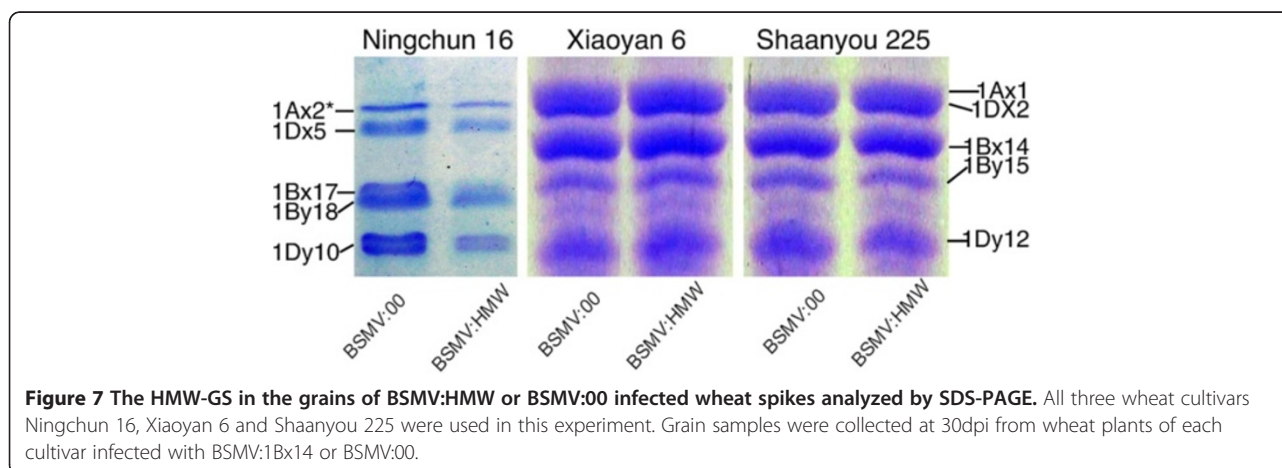 Ningchun 16 Xiaoyan 6 Shaanyou 225
1Ax2*
1Dx5
1Bx17
1By18
1Dy10
1Ax1
1DX2
1Bx14
1By15
1Dy12
BSMV:00
BSMV:HMW
BSMV:00
BSMV:HMW
BSMV:00
BSMV:HMW
Figure 7 The HMW-GS in the grains of BSMV:HMW or BSMV:00 infected wheat spikes analyzed by SDS-PAGE. All three wheat cultivars
Ningchun 16, Xiaoyan 6 and Shaanyou 225 were used in this experiment. Grain samples were collected at 30dpi from wheat plants of each
cultivar infected with BSMV:1Bx14 or BSMV:00.